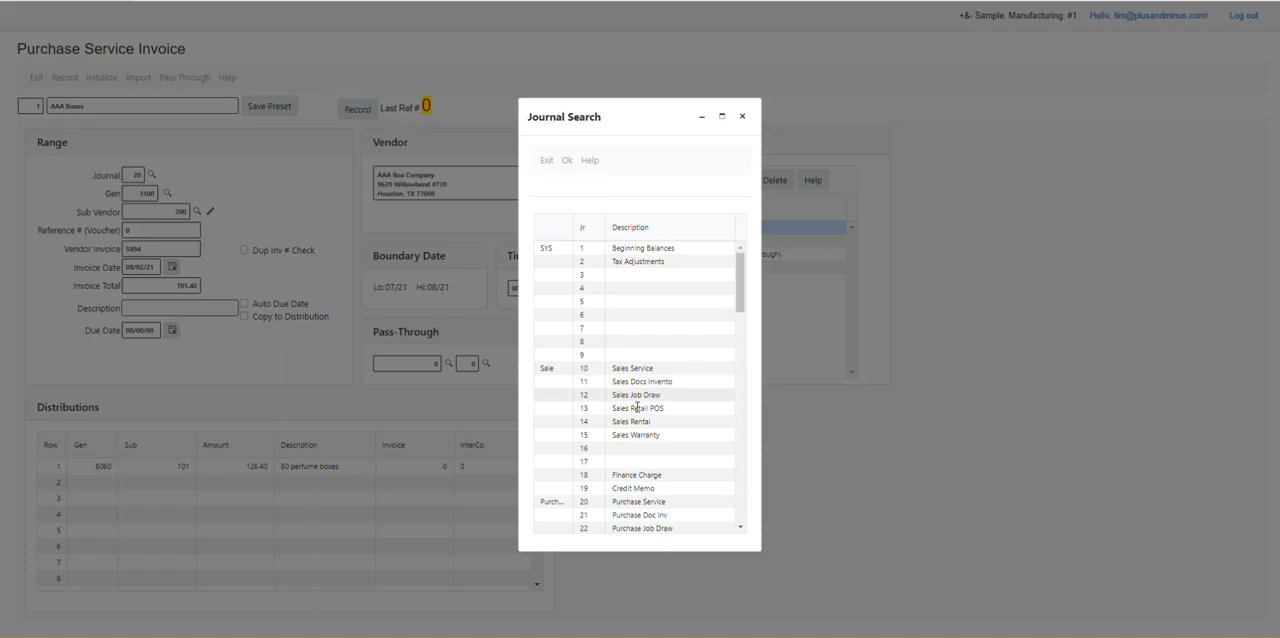 +&- Sample, Manufacturing: #1 Hello, tim@plusandminus.com! Log out
Purchase Service Invoice
Exit Record Initialize Import Pass Through Help
1 AAA Boxes Save Preset Record Last Ref # 0
Range
Journal 20
Gen 3100
Sub Vendor 200
Reference # (Voucher) 0
Vendor Invoice 5894 Dup Inv # Check
Invoice Date 08/02/21
Invoice Total 701.40
Description Auto Due Date
Copy to Distribution
Due Date 00/00/00
Vendor
AAA Box Company
9639 Willowbend #730
Houston, TX 77000
Boundary Date
Lo:07/21 Hi:08/21
Pass-Through
0 0
Delete Help
ough)
Distributions
Row Gen Sub Amount Description Invoice InterCo
1 6060 101 126.40 80 perfume boxes 0 0
2
3
4
5
6
7
8
Journal Search
Exit Ok Help
Jr Description
SYS 1 Beginning Balances
2 Tax Adjustments
3
4
5
6
7
8
9
Sale 10 Sales Service
11 Sales Docs Invento
12 Sales Job Draw
13 Sales Retail POS
14 Sales Rental
15 Sales Warranty
16
17
18 Finance Charge
19 Credit Memo
Purch... 20 Purchase Service
21 Purchase Doc Inv
22 Purchase Job Draw